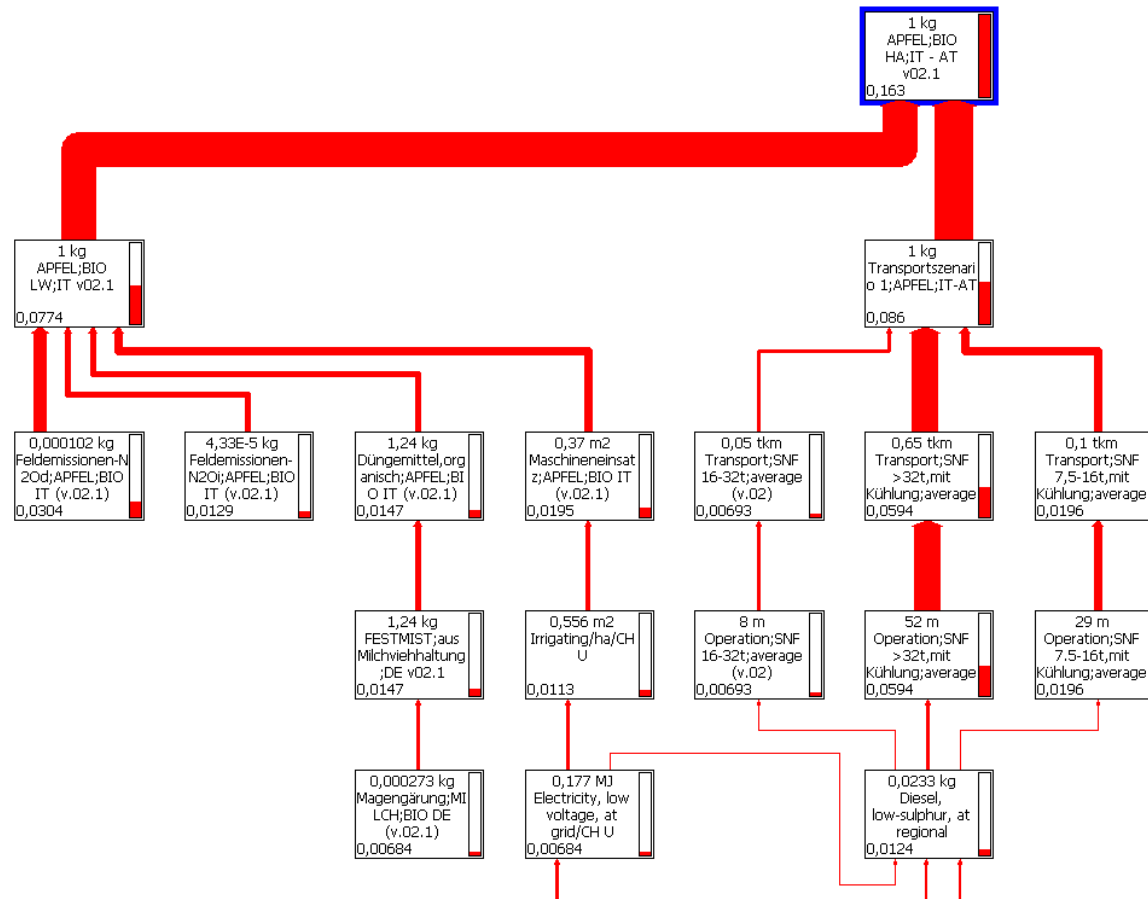 1 kg
APFEL;BIO
HA;IT - AT
v02.1
0,163
1 kg
APFEL;BIO
LW;IT v02.1
0,0774
1 kg
Transportszenari
o 1;APFEL;IT-AT
0,086
0,000102 kg
Feldemissionen-N
2Od;APFEL;BIO
IT (v.02.1)
0,0304
4,33E-5 kg
Feldemissionen-
N2Oi;APFEL;BIO
IT (v.02.1)
0,0129
1,24 kg
Düngemittel,org
anisch;APFEL;BI
O IT (v.02.1)
0,0147
0,37 m2
Maschineneinsat
z;APFEL;BIO IT
(v.02.1)
0,0195
0,05 tkm
Transport;SNF
16-32t;average
(v.02)
0,00693
0,65 tkm
Transport;SNF
>32t,mit
Kühlung;average
0,0594
0,1 tkm
Transport;SNF
7,5-16t,mit
Kühlung;average
0,0196
1,24 kg
FESTMIST;aus
Milchviehhaltung
;DE v02.1
0,0147
0,556 m2
Irrigating/ha/CH
U
0,0113
8 m
Operation;SNF
16-32t;average
(v.02)
0,00693
52 m
Operation;SNF
>32t,mit
Kühlung;average
0,0594
29 m
Operation;SNF
7.5-16t,mit
Kühlung;average
0,0196
0,000273 kg
Magengärung;MI
LCH;BIO DE
(v.02.1)
0,00684
0,177 MJ
Electricity, low
voltage, at
grid/CH U
0,00684
0,0233 kg
Diesel,
low-sulphur, at
regional
0,0124